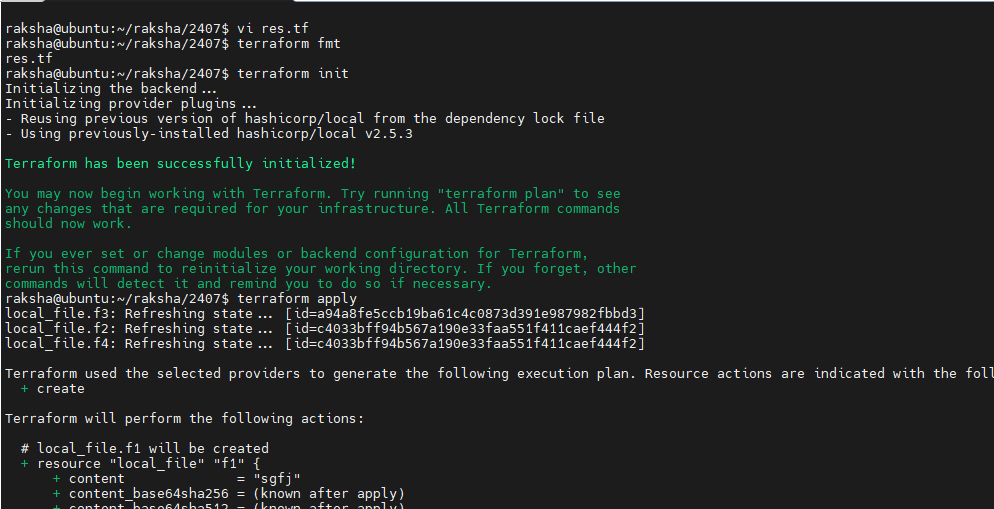 raksha@ubuntu:~/raksha/2407$ vi res.tf
raksha@ubuntu:~/raksha/2407$ terraform fmt
res.tf
raksha@ubuntu:~/raksha/2407$ terraform init
Initializing the backend...
Initializing provider plugins...
- Reusing previous version of hashicorp/local from the dependency lock file
- Using previously-installed hashicorp/local v2.5.3
Terraform has been successfully initialized!
You may now begin working with Terraform. Try running "terraform plan" to see
any changes that are required for your infrastructure. All Terraform commands
should now work.
If you ever set or change modules or backend configuration for Terraform,
rerun this command to reinitialize your working directory. If you forget, other
commands will detect it and remind you to do so if necessary.
raksha@ubuntu:~/raksha/2407$ terraform apply
local_file.f3: Refreshing state... [id=a94a8fe5ccb19ba61c4c0873d391e987982fbbd3]
local_file.f2: Refreshing state... [id=c4033bff94b567a190e33faa551f411caef444f2]
local_file.f4: Refreshing state... [id=c4033bff94b567a190e33faa551f411caef444f2]
Terraform used the selected providers to generate the following execution plan. Resource actions are indicated with the foll
+ create
Terraform will perform the following actions:
# local_file.f1 will be created
+ resource "local_file" "f1" {
+ content = "sgfj"
+ content_base64sha256 = (known after apply)
+ content_base64sha512 = (known after apply)